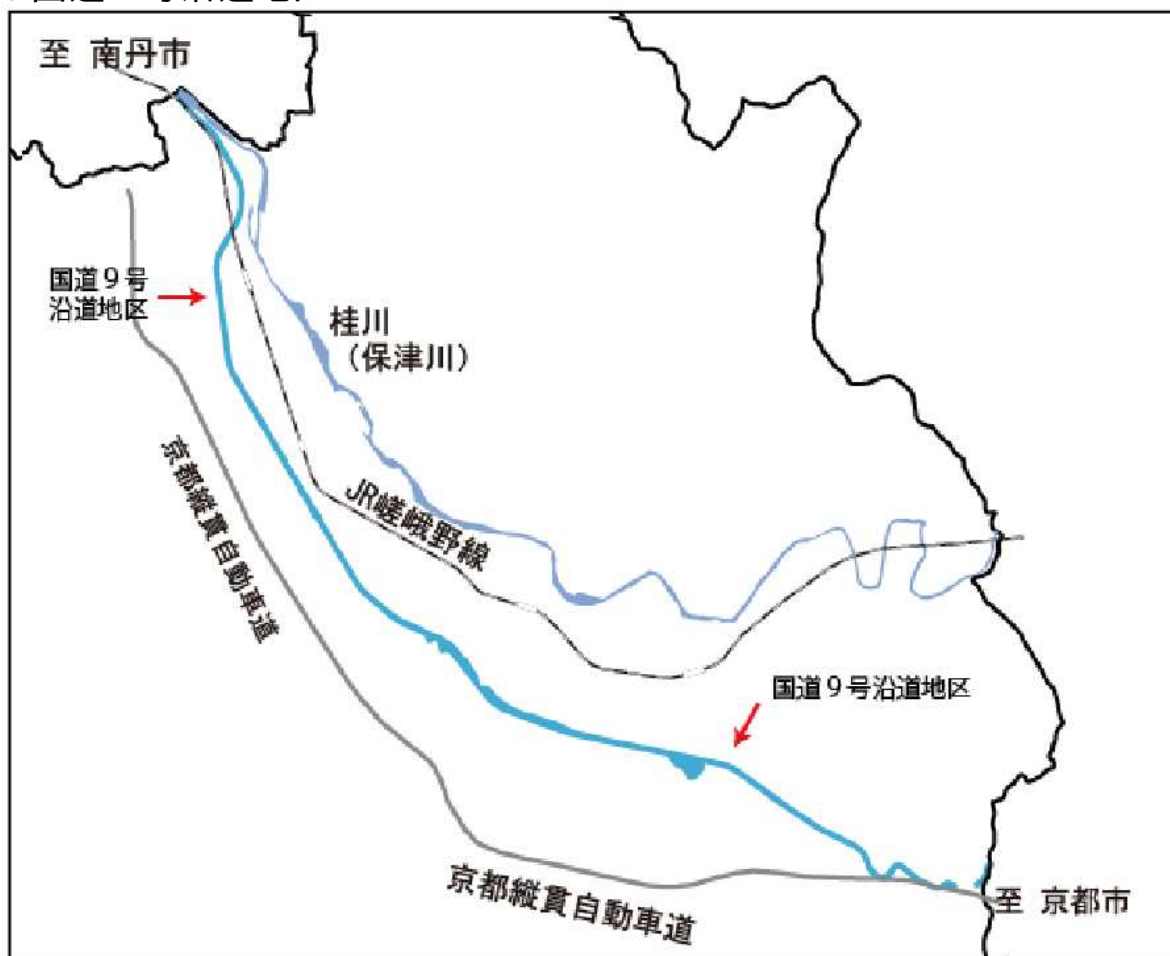 至 南丹市
国道９号
沿道地区
桂川
（保津川）
京都縦貫自動車道
JR嵯峨野線
国道９号沿道地区
京都縦貫自動車道
至 京都市